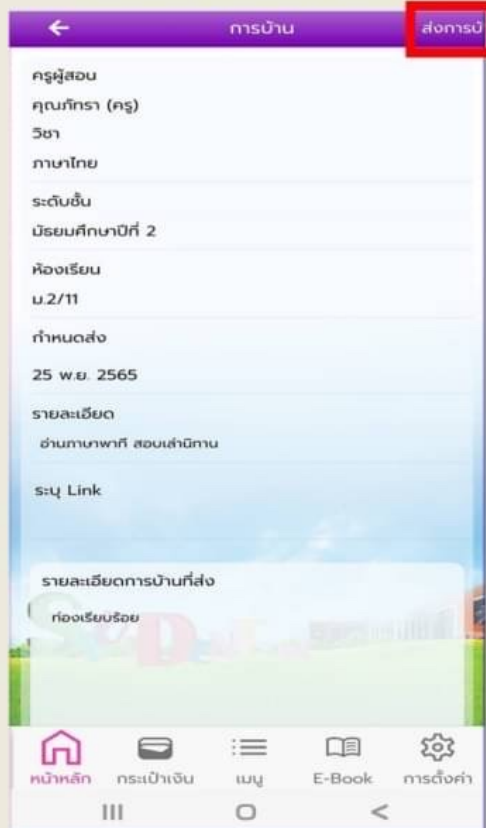 การบ้าน
ส่งการบ้
ครูผู้สอน
คุณภัทรา (ครู)
วิชา
ภาษาไทย
ระดับชั้น
มัธยมศึกษาปีที่ 2
ห้องเรียน
ม.2/11
กำหนดส่ง
25 พ.ย. 2565
รายละเอียด
อ่านภาษาพาที สอบเล่านิทาน
ระบุ Link
รายละเอียดการบ้านที่ส่ง
ท่องเรียบร้อย
หน้าหลัก กระเป๋าเงิน เมนู E-Book การตั้งค่า